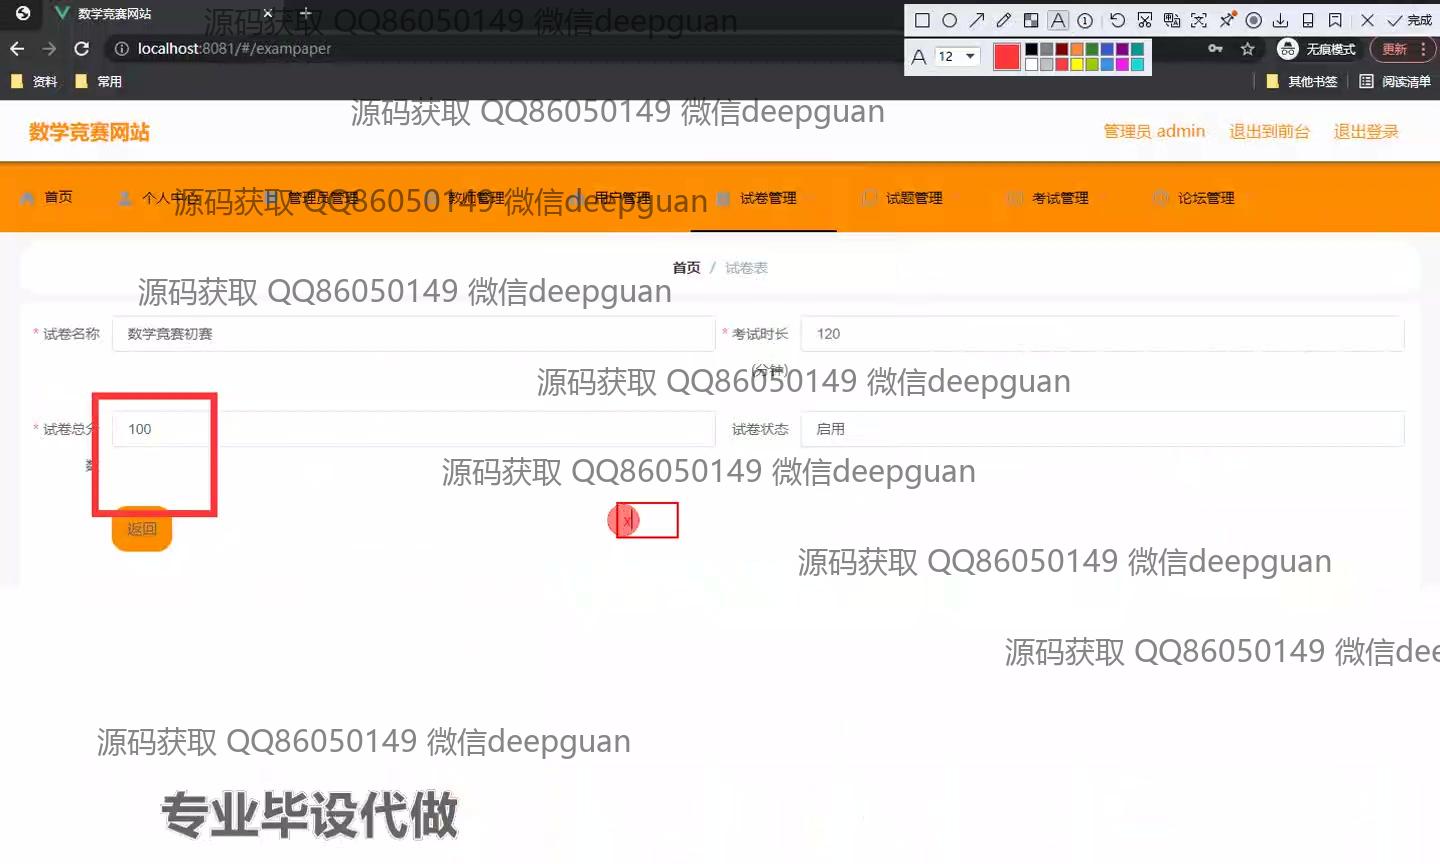 数学竞赛网站
源码获取 QQ86050149 微信deepguan
完成
localhost:8081/#/exampaper
A 12
无痕模式
更新
资料
常用
其他书签
阅读清单
源码获取 QQ86050149 微信deepguan
数学竞赛网站
管理员 admin
退出到前台
退出登录
首页
个人中心
管理员管理
教师管理
用户管理
试卷管理
试题管理
考试管理
论坛管理
源码获取 QQ86050149 微信deepguan
首页 / 试卷表
源码获取 QQ86050149 微信deepguan
* 试卷名称
数学竞赛初赛
* 考试时长
(分钟)
120
源码获取 QQ86050149 微信deepguan
* 试卷总分
数
100
试卷状态
启用
源码获取 QQ86050149 微信deepguan
返回
x
源码获取 QQ86050149 微信deepguan
源码获取 QQ86050149 微信dee
源码获取 QQ86050149 微信deepguan
专业毕设代做